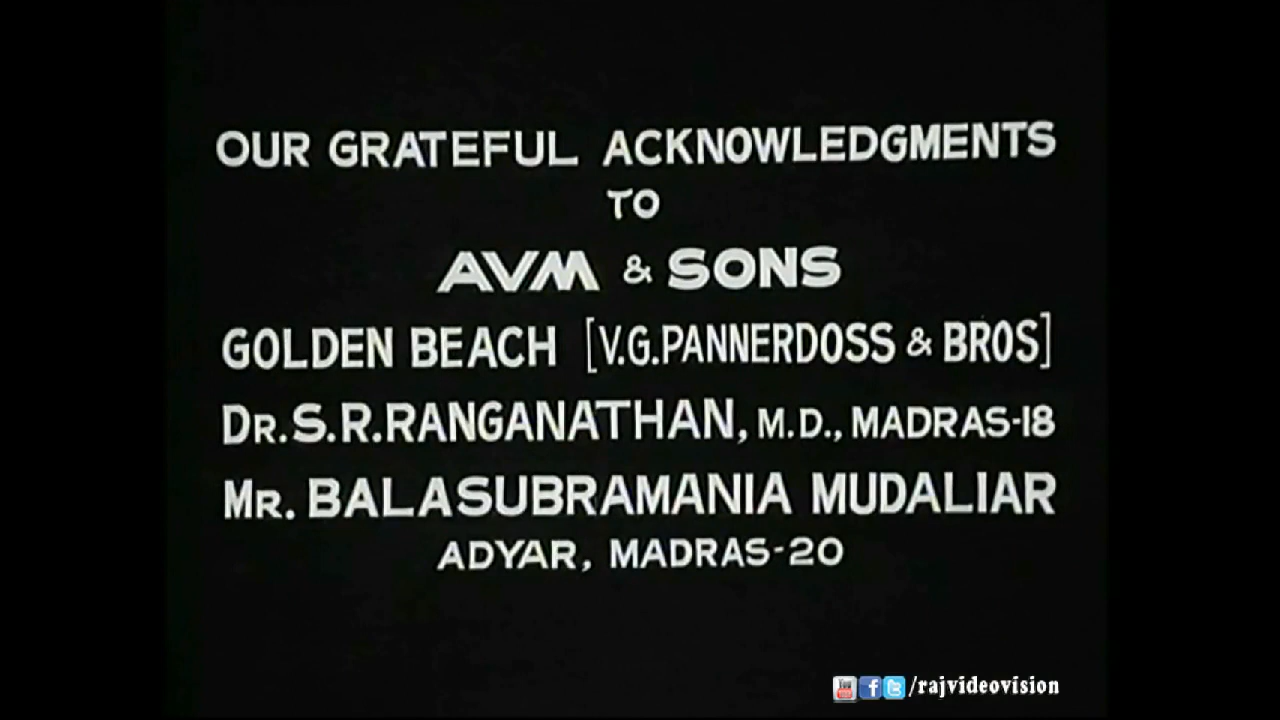 OUR GRATEFUL ACKNOWLEDGMENTS
TO
AVM & SONS
GOLDEN BEACH [V.G.PANNERDOSS & BROS]
DR.S.R.RANGANATHAN, M.D., MADRAS-18
MR. BALASUBRAMANIA MUDALIAR
ADYAR, MADRAS-20
/rajvideovision